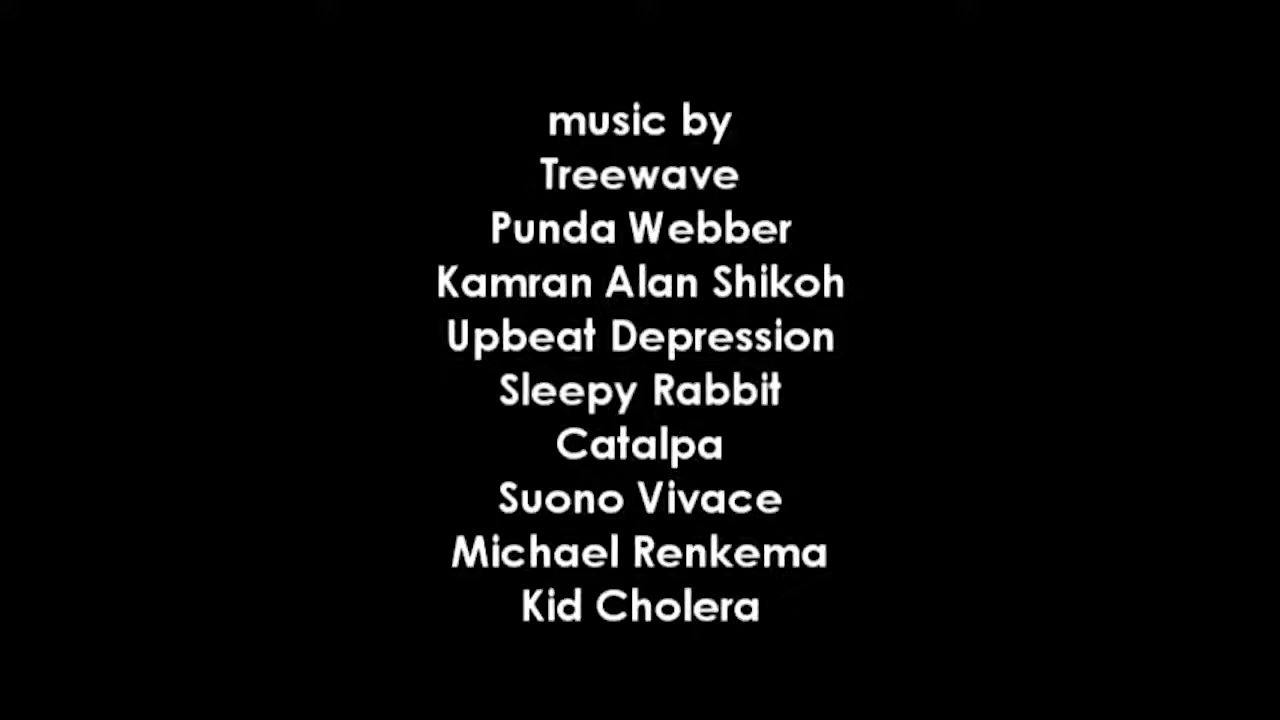 music by
Treewave
Punda Webber
Kamran Alan Shikoh
Upbeat Depression
Sleepy Rabbit
Catalpa
Suono Vivace
Michael Renkema
Kid Cholera